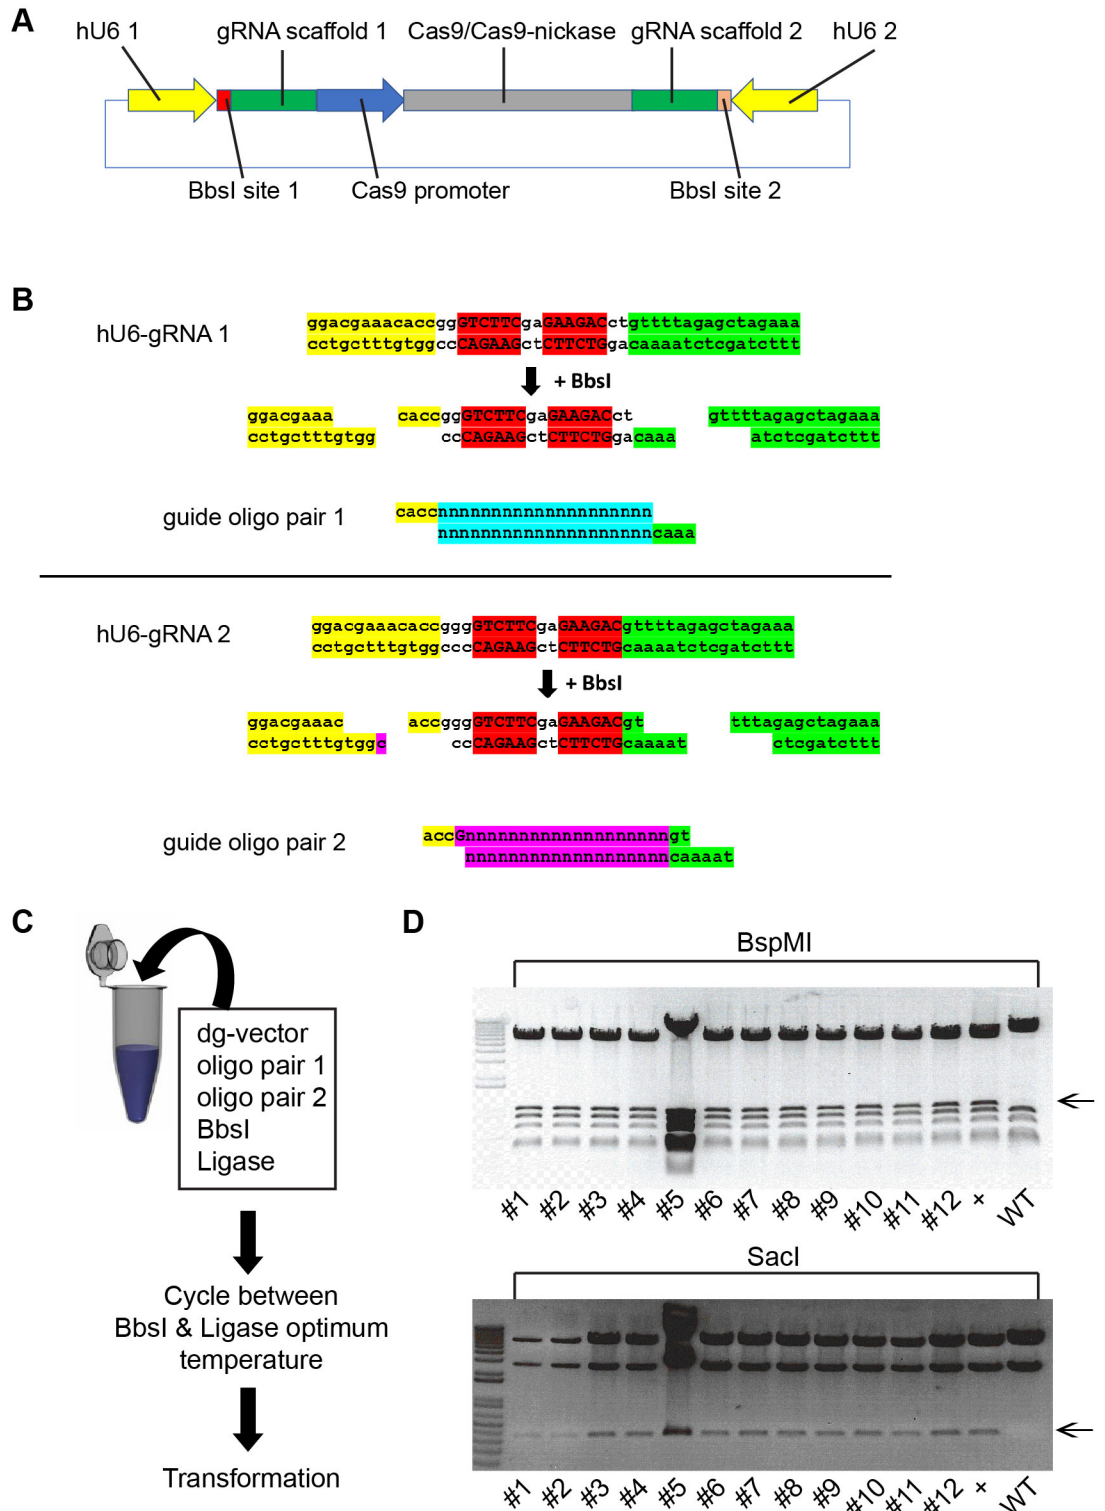 A
hU6 1
gRNA scaffold 1
Cas9/Cas9-nickase
gRNA scaffold 2
hU6 2
BbsI site 1
Cas9 promoter
BbsI site 2
B
hU6-gRNA 1
ggacgaaacaccggGTCTTCgaGAAGACctgttttagagctagaaa
cctgctttgtggccCAGAAGctCTTCTGgacaaaatctcgatcttt
+ BbsI
ggacgaaa caccggGTCTTCgaGAAGACct gttttagagctagaaa
cctgctttgtgg ccCAGAAGctCTTCTGgacaaa atctcgatcttt
guide oligo pair 1
caccnnnnnnnnnnnnnnnnnnnn
nnnnnnnnnnnnnnnnnnnncaaa
hU6-gRNA 2
ggacgaaacaccgggGTCTTCgaGAAGACgttttagagctagaaa
cctgctttgtggcccCAGAAGctCTTCTGcaaaatctcgatcttt
+ BbsI
ggacgaaac accgggGTCTTCgaGAAGACgt tttagagctagaaa
cctgctttgtggc ccCAGAAGctCTTCTGcaaaat ctcgatcttt
guide oligo pair 2
accGnnnnnnnnnnnnnnnnnnngt
nnnnnnnnnnnnnnnnnnncaaaat
C
dg-vector
oligo pair 1
oligo pair 2
BbsI
Ligase
Cycle between
BbsI & Ligase optimum
temperature
Transformation
D
BspMI
#1 #2 #3 #4 #5 #6 #7 #8 #9 #10 #11 #12 + WT
SacI
#1 #2 #3 #4 #5 #6 #7 #8 #9 #10 #11 #12 + WT